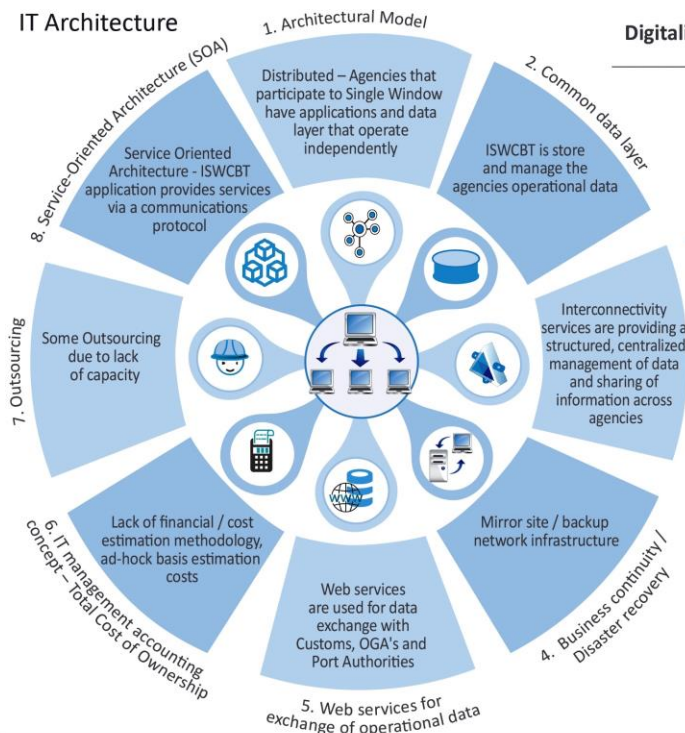 IT Architecture
Digitali
1. Architectural Model
Distributed – Agencies that
participate to Single Window
have applications and data
layer that operate
independently
2. Common data layer
ISWCBT is store
and manage the
agencies operational data
Interconnectivity
services are providing a
structured, centralized
management of data
and sharing of
information across
agencies
4. Business continuity /
Disaster recovery
Mirror site / backup
network infrastructure
5. Web services for
exchange of operational data
Web services
are used for data
exchange with
Customs, OGA's and
Port Authorities
6. IT management accounting
concept – Total Cost of
Ownership
Lack of financial / cost
estimation methodology,
ad-hock basis estimation
costs
7. Outsourcing
Some Outsourcing
due to lack
of capacity
8. Service-Oriented Architecture (SOA)
Service Oriented
Architecture - ISWCBT
application provides services
via a communications
protocol
WWW